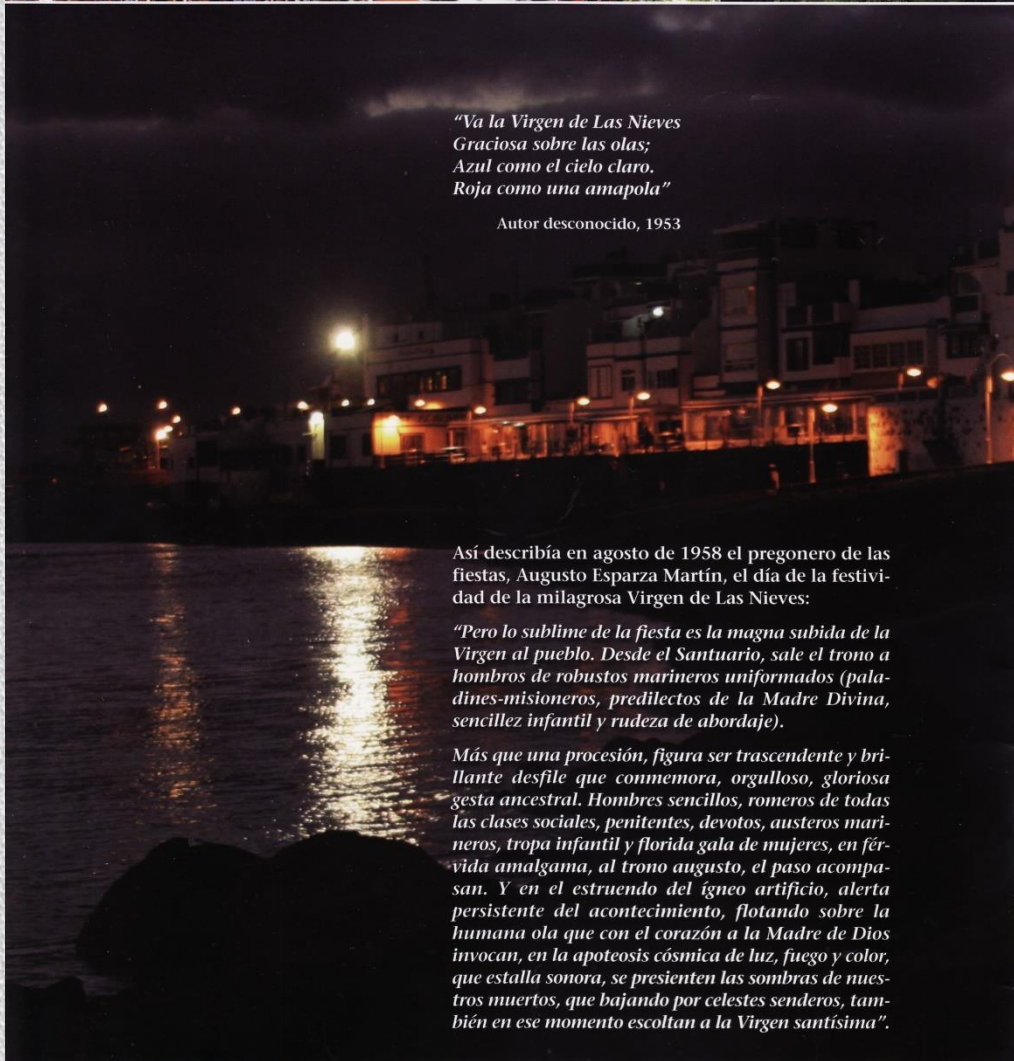 “Va la Virgen de Las Nieves
Graciosa sobre las olas;
Azul como el cielo claro.
Roja como una amapola”
Autor desconocido, 1953
Así describía en agosto de 1958 el pregonero de las
fiestas, Augusto Esparza Martín, el día de la festivi-
dad de la milagrosa Virgen de Las Nieves:
“Pero lo sublime de la fiesta es la magna subida de la
Virgen al pueblo. Desde el Santuario, sale el trono a
hombros de robustos marineros uniformados (pala-
dines-misioneros, predilectos de la Madre Divina,
sencillez infantil y rudeza de abordaje).
Más que una procesión, figura ser trascendente y bri-
llante desfile que conmemora, orgulloso, gloriosa
gesta ancestral. Hombres sencillos, romeros de todas
las clases sociales, penitentes, devotos, austeros mari-
neros, tropa infantil y florida gala de mujeres, en fér-
vida amalgama, al trono augusto, el paso acompa-
san. Y en el estruendo del ígneo artificio, alerta
persistente del acontecimiento, flotando sobre la
humana ola que con el corazón a la Madre de Dios
invocan, en la apoteosis cósmica de luz, fuego y color,
que estalla sonora, se presienten las sombras de nues-
tros muertos, que bajando por celestes senderos, tam-
bién en ese momento escoltan a la Virgen santísima”.